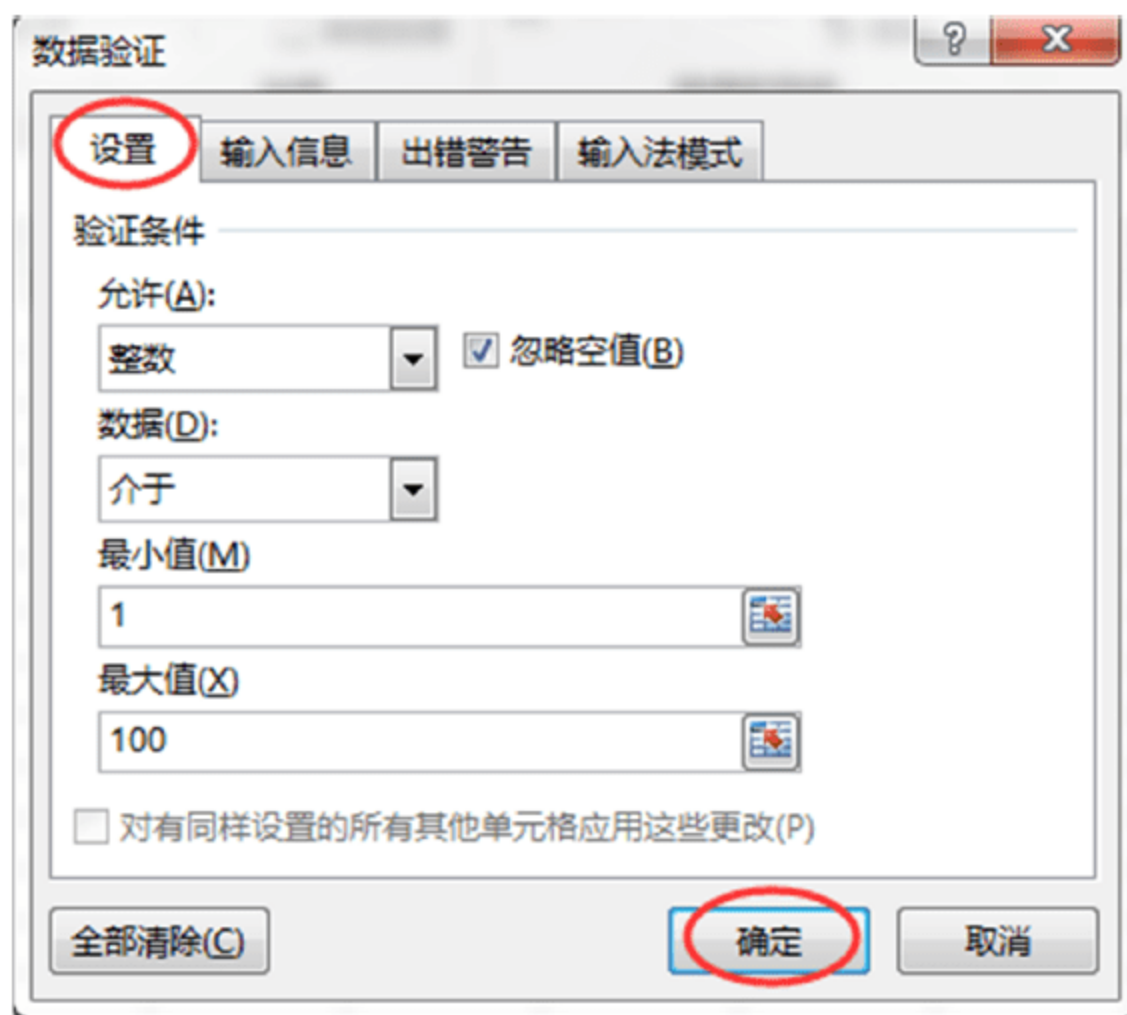 数据验证
设置 输入信息 出错警告 输入法模式
验证条件
允许(A):
整数 忽略空值(B)
数据(D):
介于
最小值(M)
1
最大值(X)
100
对有同样设置的所有其他单元格应用这些更改(P)
全部清除(C) 确定 取消